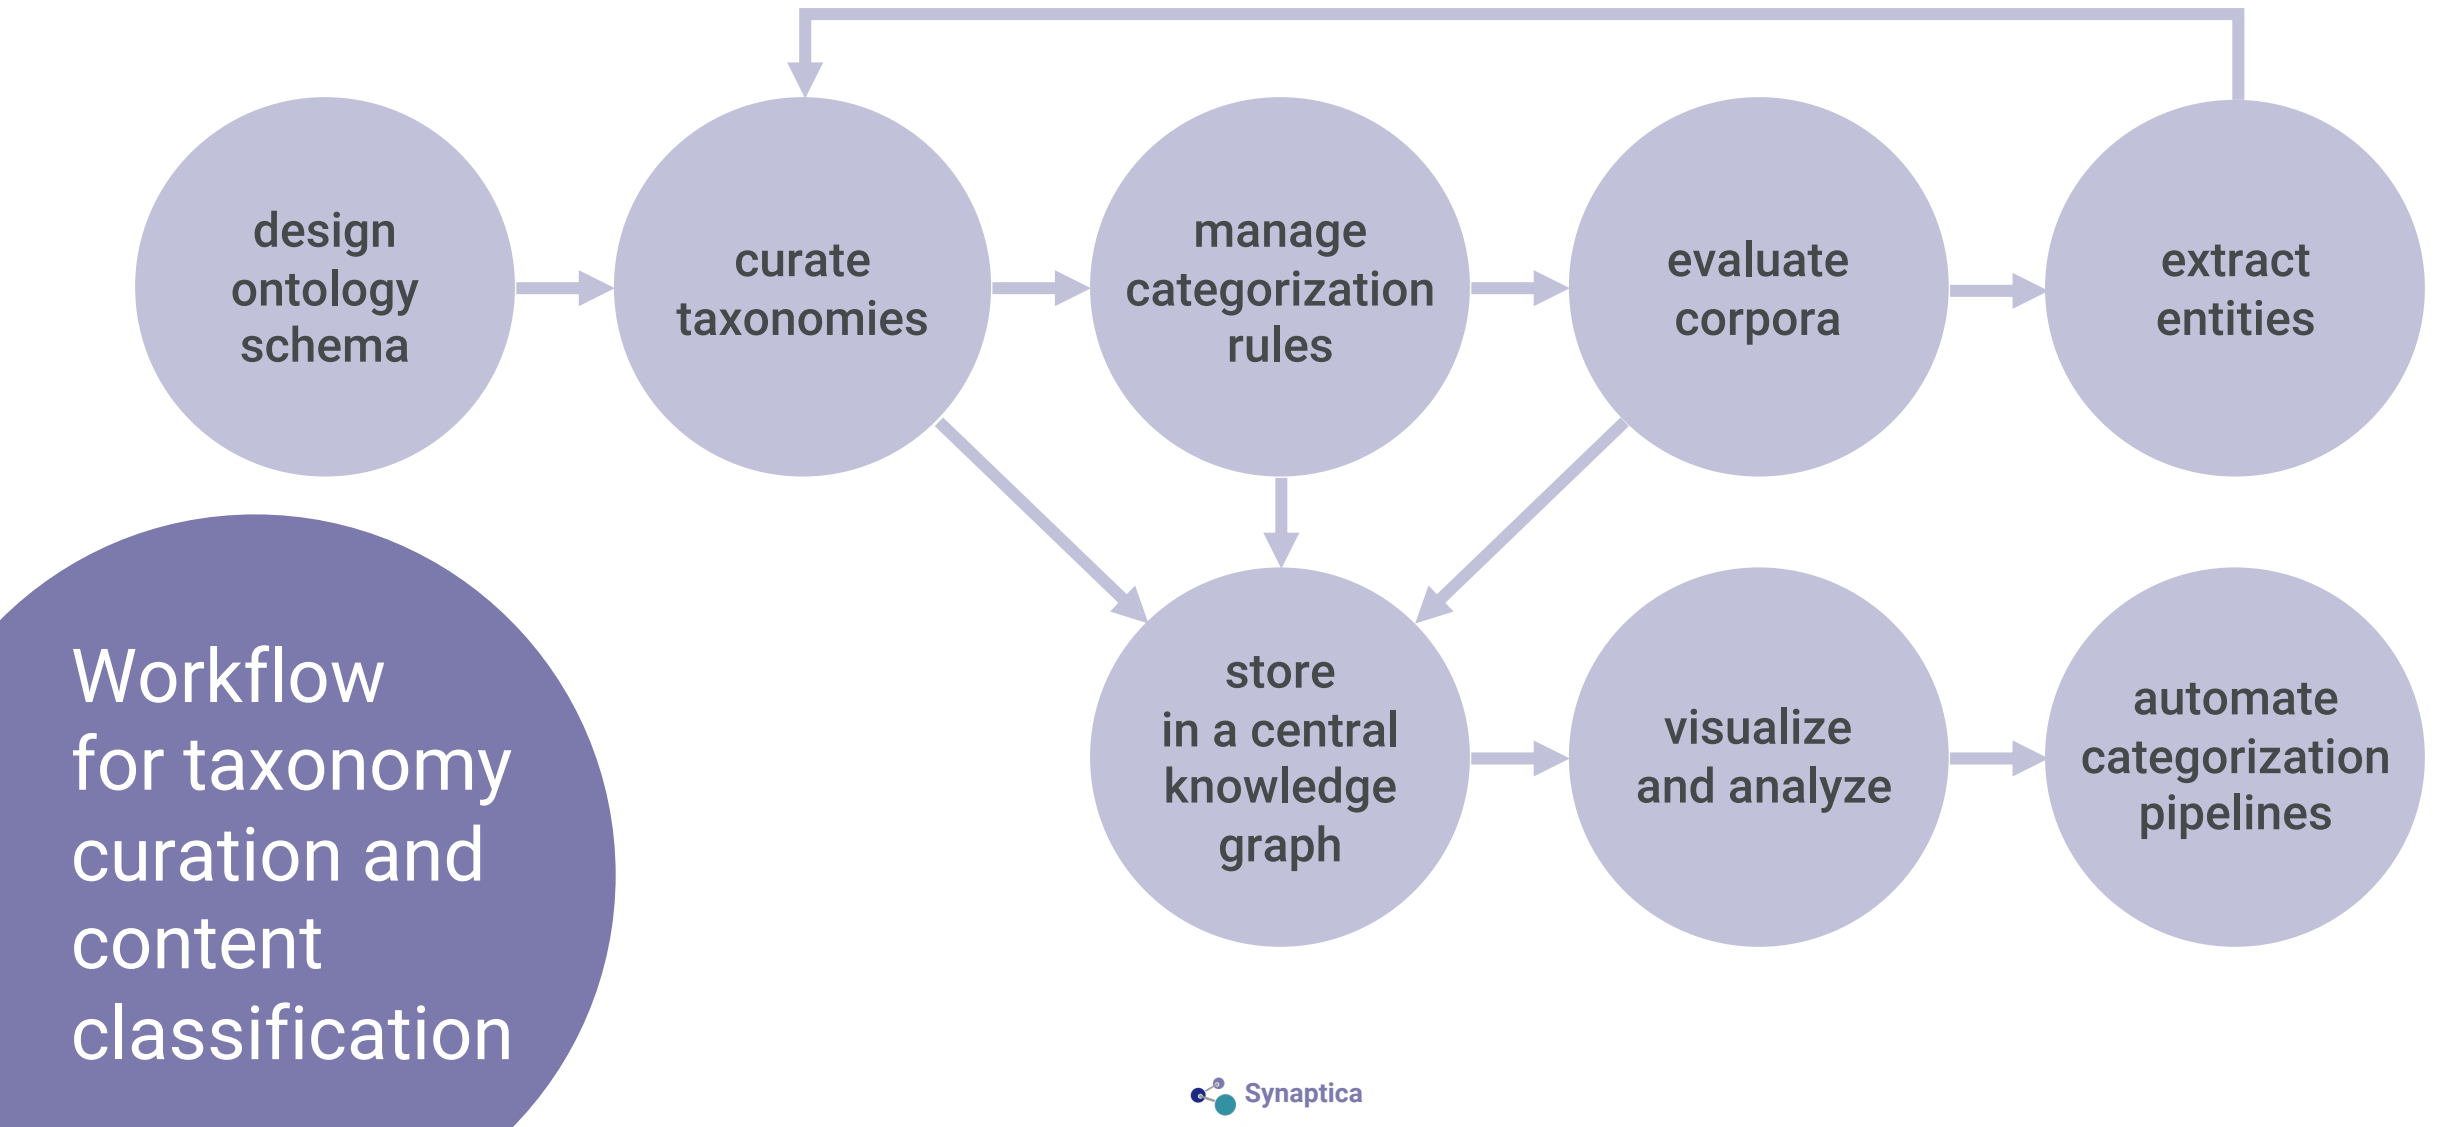 design
ontology
schema
curate
taxonomies
manage
categorization
rules
evaluate
corpora
extract
entities
store
in a central
knowledge
graph
visualize
and analyze
automate
categorization
pipelines
Workflow
for taxonomy
curation and
content
classification
Synaptica